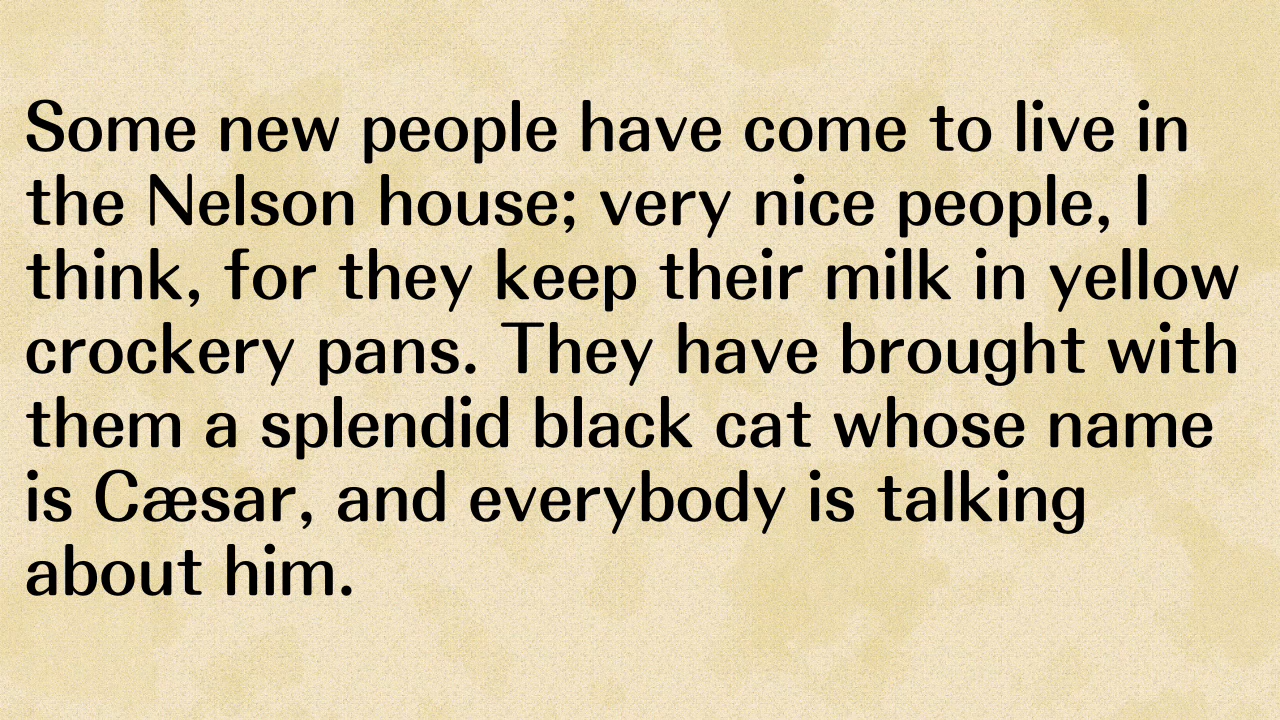 Some new people have come to live in
the Nelson house; very nice people, I
think, for they keep their milk in yellow
crockery pans. They have brought with
them a splendid black cat whose name
is Cæsar, and everybody is talking
about him.